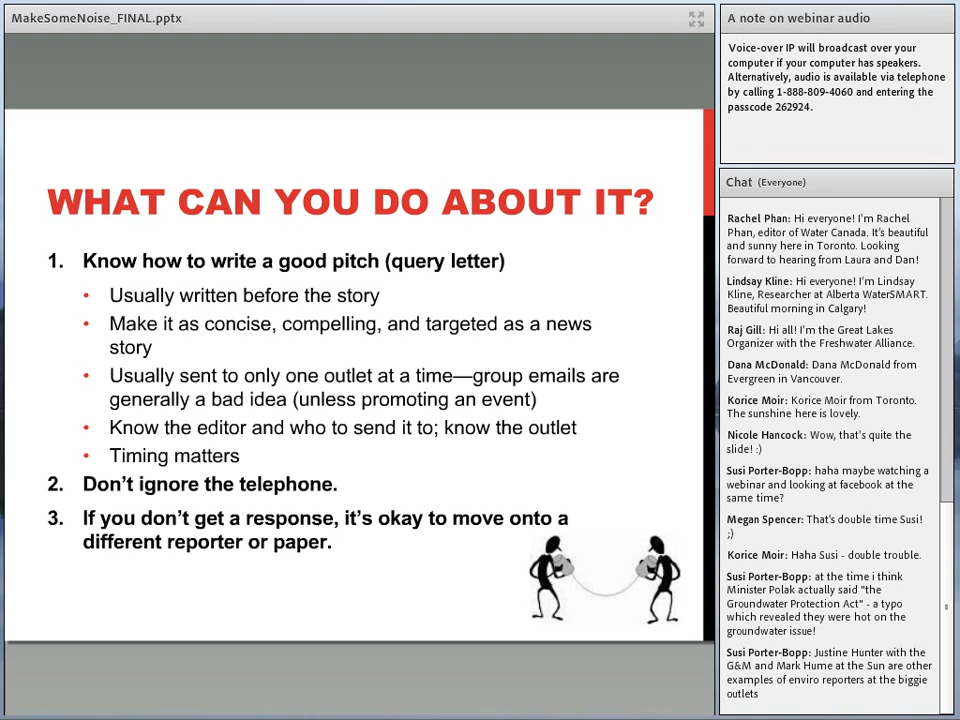 MakeSomeNoise_FINAL.pptx
WHAT CAN YOU DO ABOUT IT?
1. Know how to write a good pitch (query letter)
• Usually written before the story
• Make it as concise, compelling, and targeted as a news
story
• Usually sent to only one outlet at a time—group emails are
generally a bad idea (unless promoting an event)
• Know the editor and who to send it to; know the outlet
• Timing matters
2. Don’t ignore the telephone.
3. If you don’t get a response, it’s okay to move onto a
different reporter or paper.
A note on webinar audio
Voice-over IP will broadcast over your
computer if your computer has speakers.
Alternatively, audio is available via telephone
by calling 1-888-809-4060 and entering the
passcode 262924.
Chat (Everyone)
Rachel Phan: Hi everyone! I'm Rachel
Phan, editor of Water Canada. It's beautiful
and sunny here in Toronto. Looking
forward to hearing from Laura and Dan!
Lindsay Kline: Hi everyone! I'm Lindsay
Kline, Researcher at Alberta WaterSMART.
Beautiful morning in Calgary!
Raj Gill: Hi all! I'm the Great Lakes
Organizer with the Freshwater Alliance.
Dana McDonald: Dana McDonald from
Evergreen in Vancouver.
Korice Moir: Korice Moir from Toronto.
The sunshine here is lovely.
Nicole Hancock: Wow, that's quite the
slide! :)
Susi Porter-Bopp: haha maybe watching a
webinar and looking at facebook at the
same time?
Megan Spencer: That's double time Susi!
;)
Korice Moir: Haha Susi - double trouble.
Susi Porter-Bopp: at the time i think
Minister Polak actually said "the
Groundwater Protection Act" - a typo
which revealed they were hot on the
groundwater issue!
Susi Porter-Bopp: Justine Hunter with the
G&M and Mark Hume at the Sun are other
examples of enviro reporters at the biggie
outlets